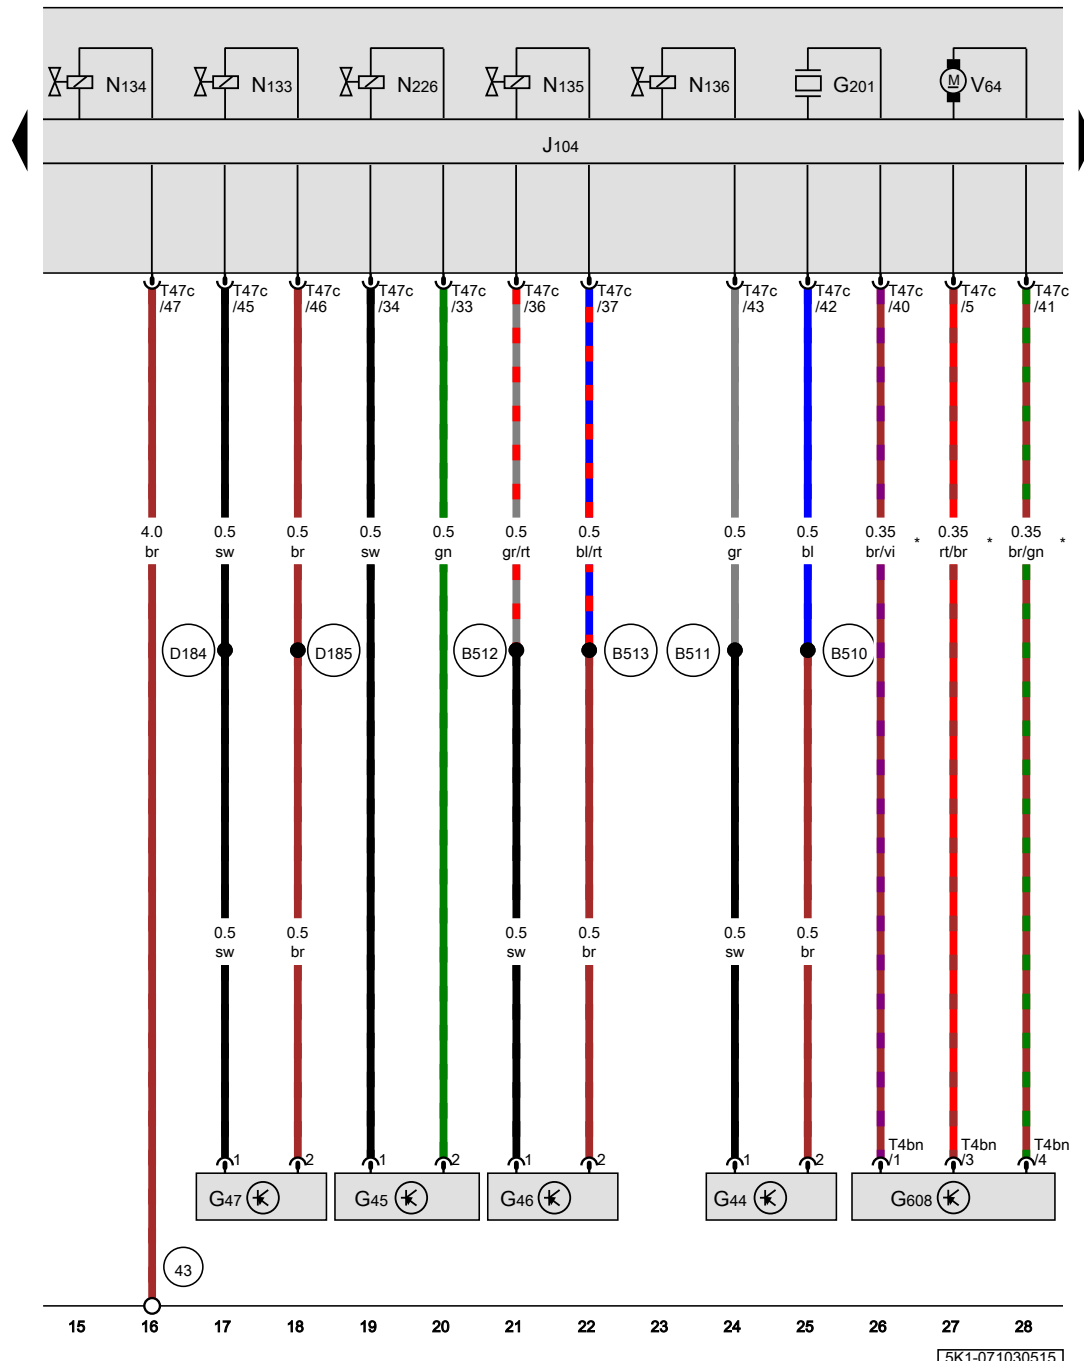 N134 N133 N226 N135 N136 G201 M V64
J104
T47c T47c T47c T47c T47c T47c T47c T47c T47c T47c T47c T47c
/47 /45 /46 /34 /33 /36 /37 /43 /42 /40 /5 /41
4.0 0.5 0.5 0.5 0.5 0.5 0.5 0.5 0.5 0.35 0.35 0.35
br sw br sw gn gr/rt bl/rt gr bl br/vi * rt/br * br/gn *
D184 D185 B512 B513 B511 B510
0.5 0.5 0.5 0.5 0.5 0.5
sw br sw br sw br
T4bn T4bn T4bn
1 2 1 2 1 2 1 2 /1 /3 /4
G47 G45 G46 G44 G608
43
15 16 17 18 19 20 21 22 23 24 25 26 27 28
5K1-071030515